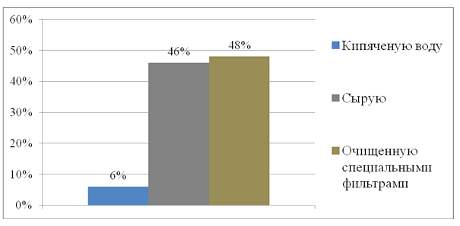 60%
50%
40%
30%
20%
10%
0%
6%
46%
48%
Кипяченую воду
Сырую
Очищенную
специальными
фильтрами